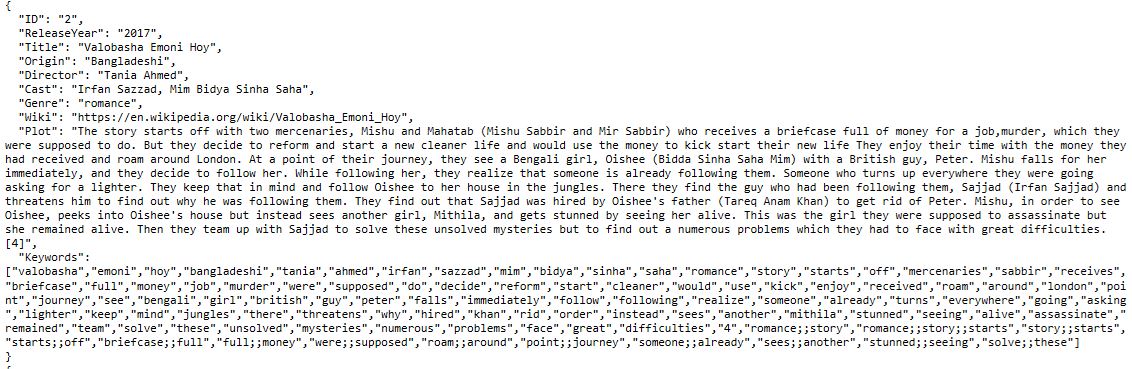 {
  "ID": "2",
  "ReleaseYear": "2017",
  "Title": "Valobasha Emoni Hoy",
  "Origin": "Bangladeshi",
  "Director": "Tania Ahmed",
  "Cast": "Irfan Sazzad, Mim Bidya Sinha Saha",
  "Genre": "romance",
  "Wiki": "https://en.wikipedia.org/wiki/Valobasha_Emoni_Hoy",
  "Plot": "The story starts off with two mercenaries, Mishu and Mahatab (Mishu Sabbir and Mir Sabbir) who receives a briefcase full of money for a job,murder, which they
were supposed to do. But they decide to reform and start a new cleaner life and would use the money to kick start their new life They enjoy their time with the money they
had received and roam around London. At a point of their journey, they see a Bengali girl, Oishee (Bidda Sinha Saha Mim) with a British guy, Peter. Mishu falls for her
immediately, and they decide to follow her. While following her, they realize that someone is already following them. Someone who turns up everywhere they were going
asking for a lighter. They keep that in mind and follow Oishee to her house in the jungles. There they find the guy who had been following them, Sajjad (Irfan Sajjad) and
threatens him to find out why he was following them. They find out that Sajjad was hired by Oishee's father (Tareq Anam Khan) to get rid of Peter. Mishu, in order to see
Oishee, peeks into Oishee's house but instead sees another girl, Mithila, and gets stunned by seeing her alive. This was the girl they were supposed to assassinate but
she remained alive. Then they team up with Sajjad to solve these unsolved mysteries but to find out a numerous problems which they had to face with great difficulties.
[4]",
  "Keywords":
["valobasha","emoni","hoy","bangladeshi","tania","ahmed","irfan","sazzad","mim","bidya","sinha","saha","romance","story","starts","off","mercenaries","sabbir","receives",
"briefcase","full","money","job","murder","were","supposed","do","decide","reform","start","cleaner","would","use","kick","enjoy","received","roam","around","london","poi
nt","journey","see","bengali","girl","british","guy","peter","falls","immediately","follow","following","realize","someone","already","turns","everywhere","going","asking
","lighter","keep","mind","jungles","there","threatens","why","hired","khan","rid","order","instead","sees","another","mithila","stunned","seeing","alive","assassinate","
remained","team","solve","these","unsolved","mysteries","numerous","problems","face","great","difficulties","4","romance;;story","romance;;story;;starts","story;;starts",
"starts;;off","briefcase;;full","full;;money","were;;supposed","roam;;around","point;;journey","someone;;already","sees;;another","stunned;;seeing","solve;;these"]
}
{